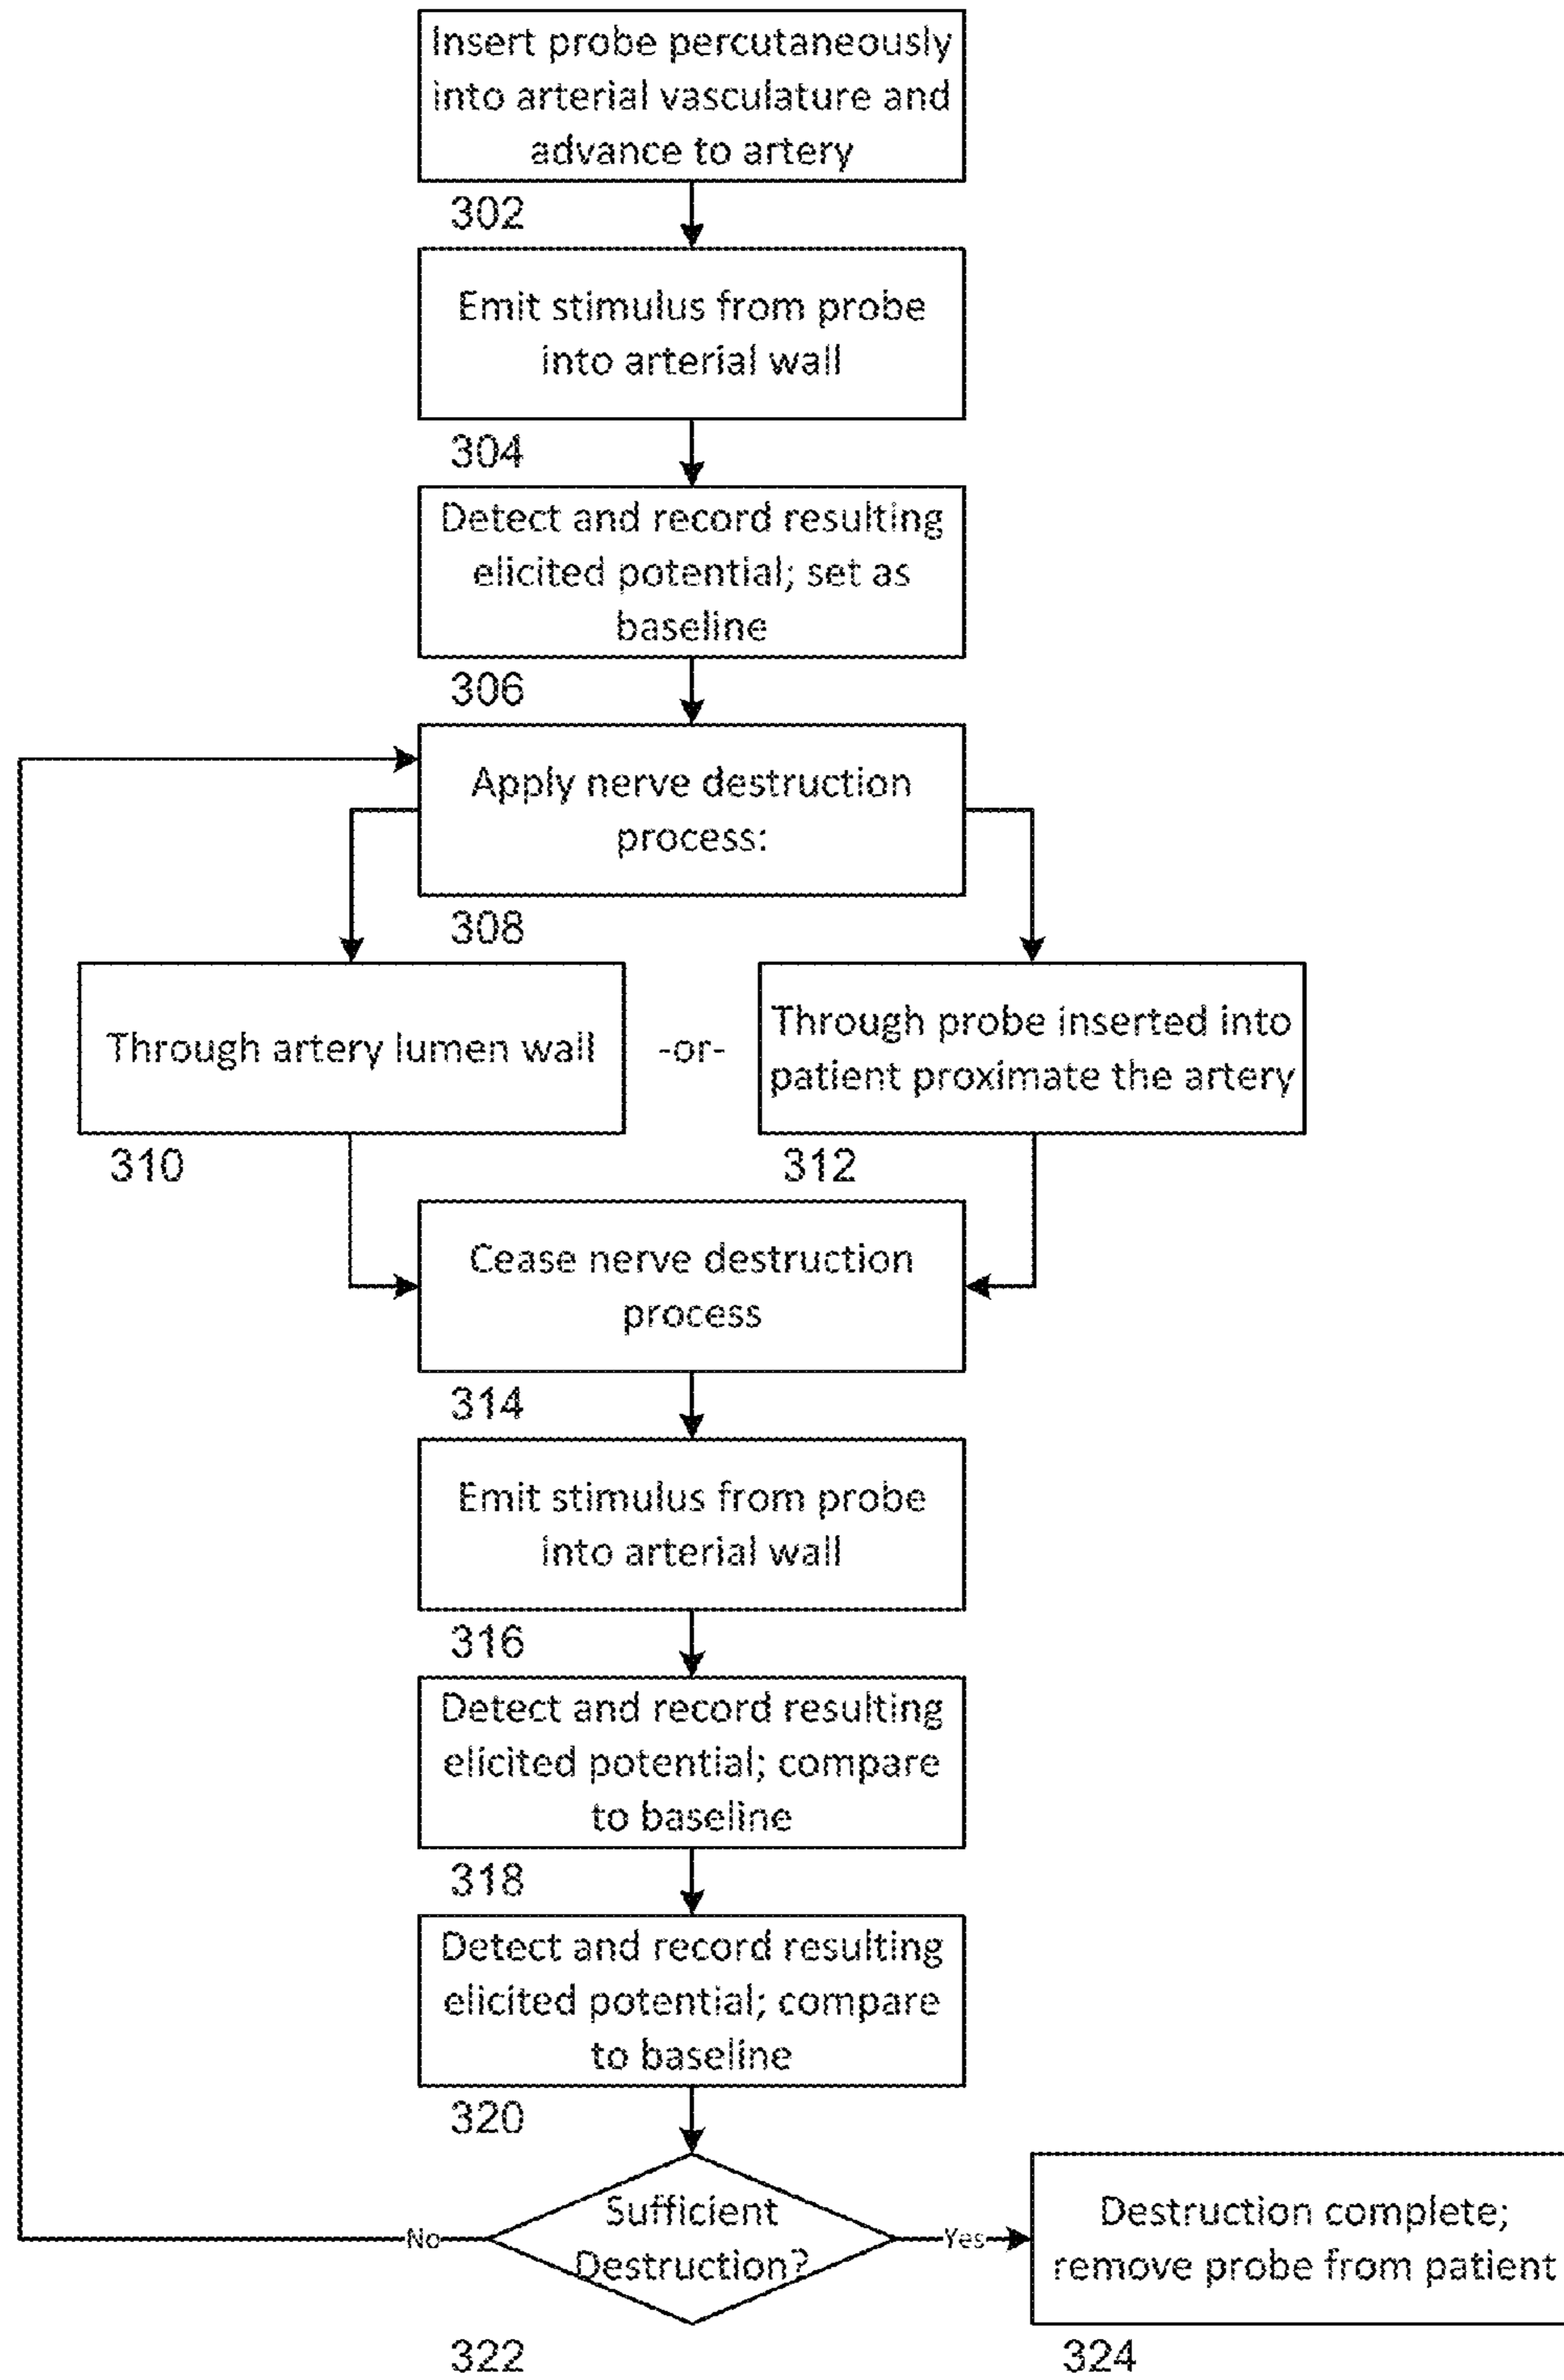 Insert probe percutaneously
into arterial vasculature and
advance to artery
302
Emit stimulus from probe
into arterial wall
304
Detect and record resulting
elicited potential; set as
baseline
306
Apply nerve destruction
process:
308
Through artery lumen wall
310
-or-
Through probe inserted into
patient proximate the artery
312
Cease nerve destruction
process
314
Emit stimulus from probe
into arterial wall
316
Detect and record resulting
elicited potential; compare
to baseline
318
Detect and record resulting
elicited potential; compare
to baseline
320
Sufficient
Destruction?
322
No
Yes
Destruction complete;
remove probe from patient
324